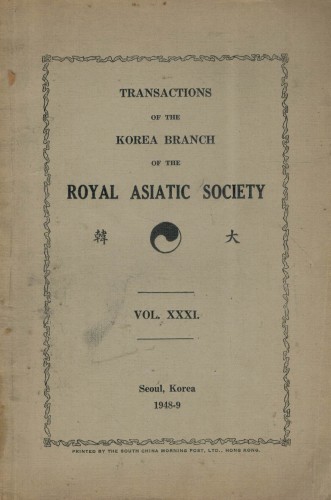 TRANSACTIONS
OF THE
KOREA BRANCH
OF THE
ROYAL ASIATIC SOCIETY
韓 大
VOL. XXXI.
Seoul, Korea
1948-9
PRINTED BY THE SOUTH CHINA MORNING POST, LTD., HONG KONG.